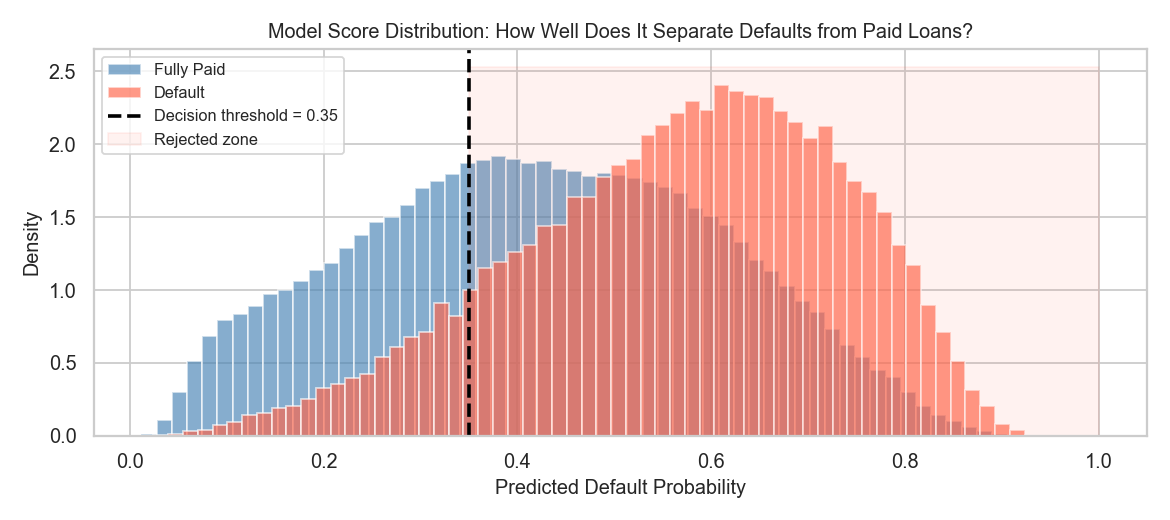 Model Score Distribution: How Well Does It Separate Defaults from Paid Loans?
Fully Paid
Default
Decision threshold = 0.35
Rejected zone
Density
2.5
2.0
1.5
1.0
0.5
0.0
0.0 0.2 0.4 0.6 0.8 1.0
Predicted Default Probability